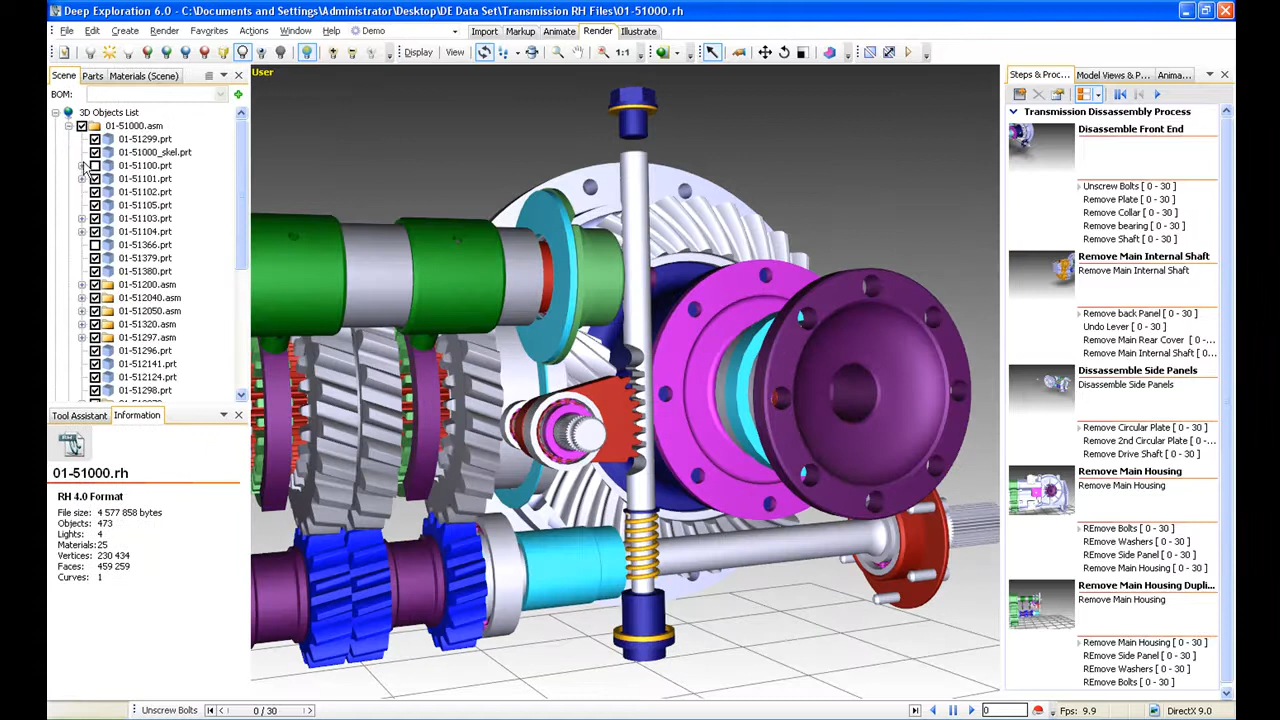 Deep Exploration 6.0 - C:\Documents and Settings\Administrator\Desktop\DE Data Set\Transmission RH Files\01-51000.rh
File Edit Create Render Favorites Actions Window Help Demo
Import Markup Animate Render Illustrate
Display View 1:1
Scene Parts Materials (Scene)
BOM:
3D Objects List
01-51000.asm
01-51299.prt
01-51000_skel.prt
01-51100.prt
01-51101.prt
01-51102.prt
01-51105.prt
01-51103.prt
01-51104.prt
01-51366.prt
01-51379.prt
01-51380.prt
01-51200.asm
01-512040.asm
01-512050.asm
01-51320.asm
01-51297.asm
01-51296.prt
01-512141.prt
01-512124.prt
01-51298.prt
Tool Assistant Information
01-51000.rh
RH 4.0 Format
File size: 4 577 858 bytes
Objects: 473
Lights: 4
Materials: 25
Vertices: 230 434
Faces: 459 259
Curves: 1
User
Steps & Proc... Model Views & P... Anima...
Transmission Disassembly Process
Disassemble Front End
Unscrew Bolts [ 0 - 30 ]
Remove Plate [ 0 - 30 ]
Remove Collar [ 0 - 30 ]
Remove bearing [ 0 - 30 ]
Remove Shaft [ 0 - 30 ]
Remove Main Internal Shaft
Remove Main Internal Shaft
Remove back Panel [ 0 - 30 ]
Undo Lever [ 0 - 30 ]
Remove Main Rear Cover [ 0 -...
Remove Main Internal Shaft [ 0...
Dissassemble Side Panels
Disassemble Side Panels
Remove Circular Plate [ 0 - 30 ]
Remove 2nd Circular Plate [ 0 -...
Remove Drive Shaft [ 0 - 30 ]
Remove Main Housing
Remove Main Housing
REmove Bolts [ 0 - 30 ]
REmove Washers [ 0 - 30 ]
REmove Side Panel [ 0 - 30 ]
Remove Main Housing [ 0 - 30 ]
Remove Main Housing Dupli...
Remove Main Housing
Remove Main Housing [ 0 - 30 ]
REmove Side Panel [ 0 - 30 ]
REmove Washers [ 0 - 30 ]
REmove Bolts [ 0 - 30 ]
Unscrew Bolts 0 / 30 0 Fps: 9.9 DirectX 9.0